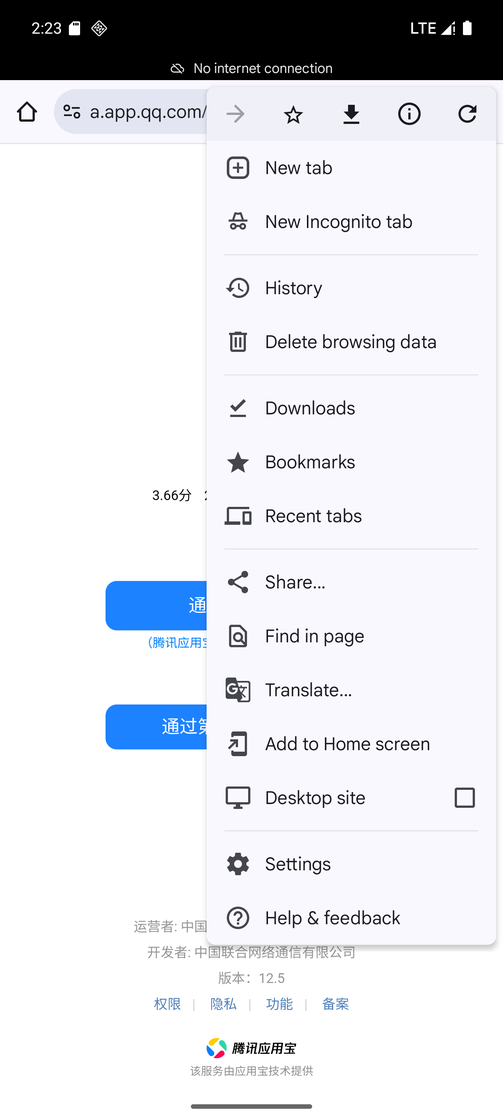 2:23
LTE
No internet connection
a.app.qq.com/
New tab
New Incognito tab
History
Delete browsing data
Downloads
Bookmarks
Recent tabs
3.66分
Share...
通
Find in page
（腾讯应用宝
Translate...
通过第
Add to Home screen
Desktop site
Settings
Help & feedback
运营者: 中国
开发者: 中国联合网络通信有限公司
版本：12.5
权限 | 隐私 | 功能 | 备案
腾讯应用宝
该服务由应用宝技术提供